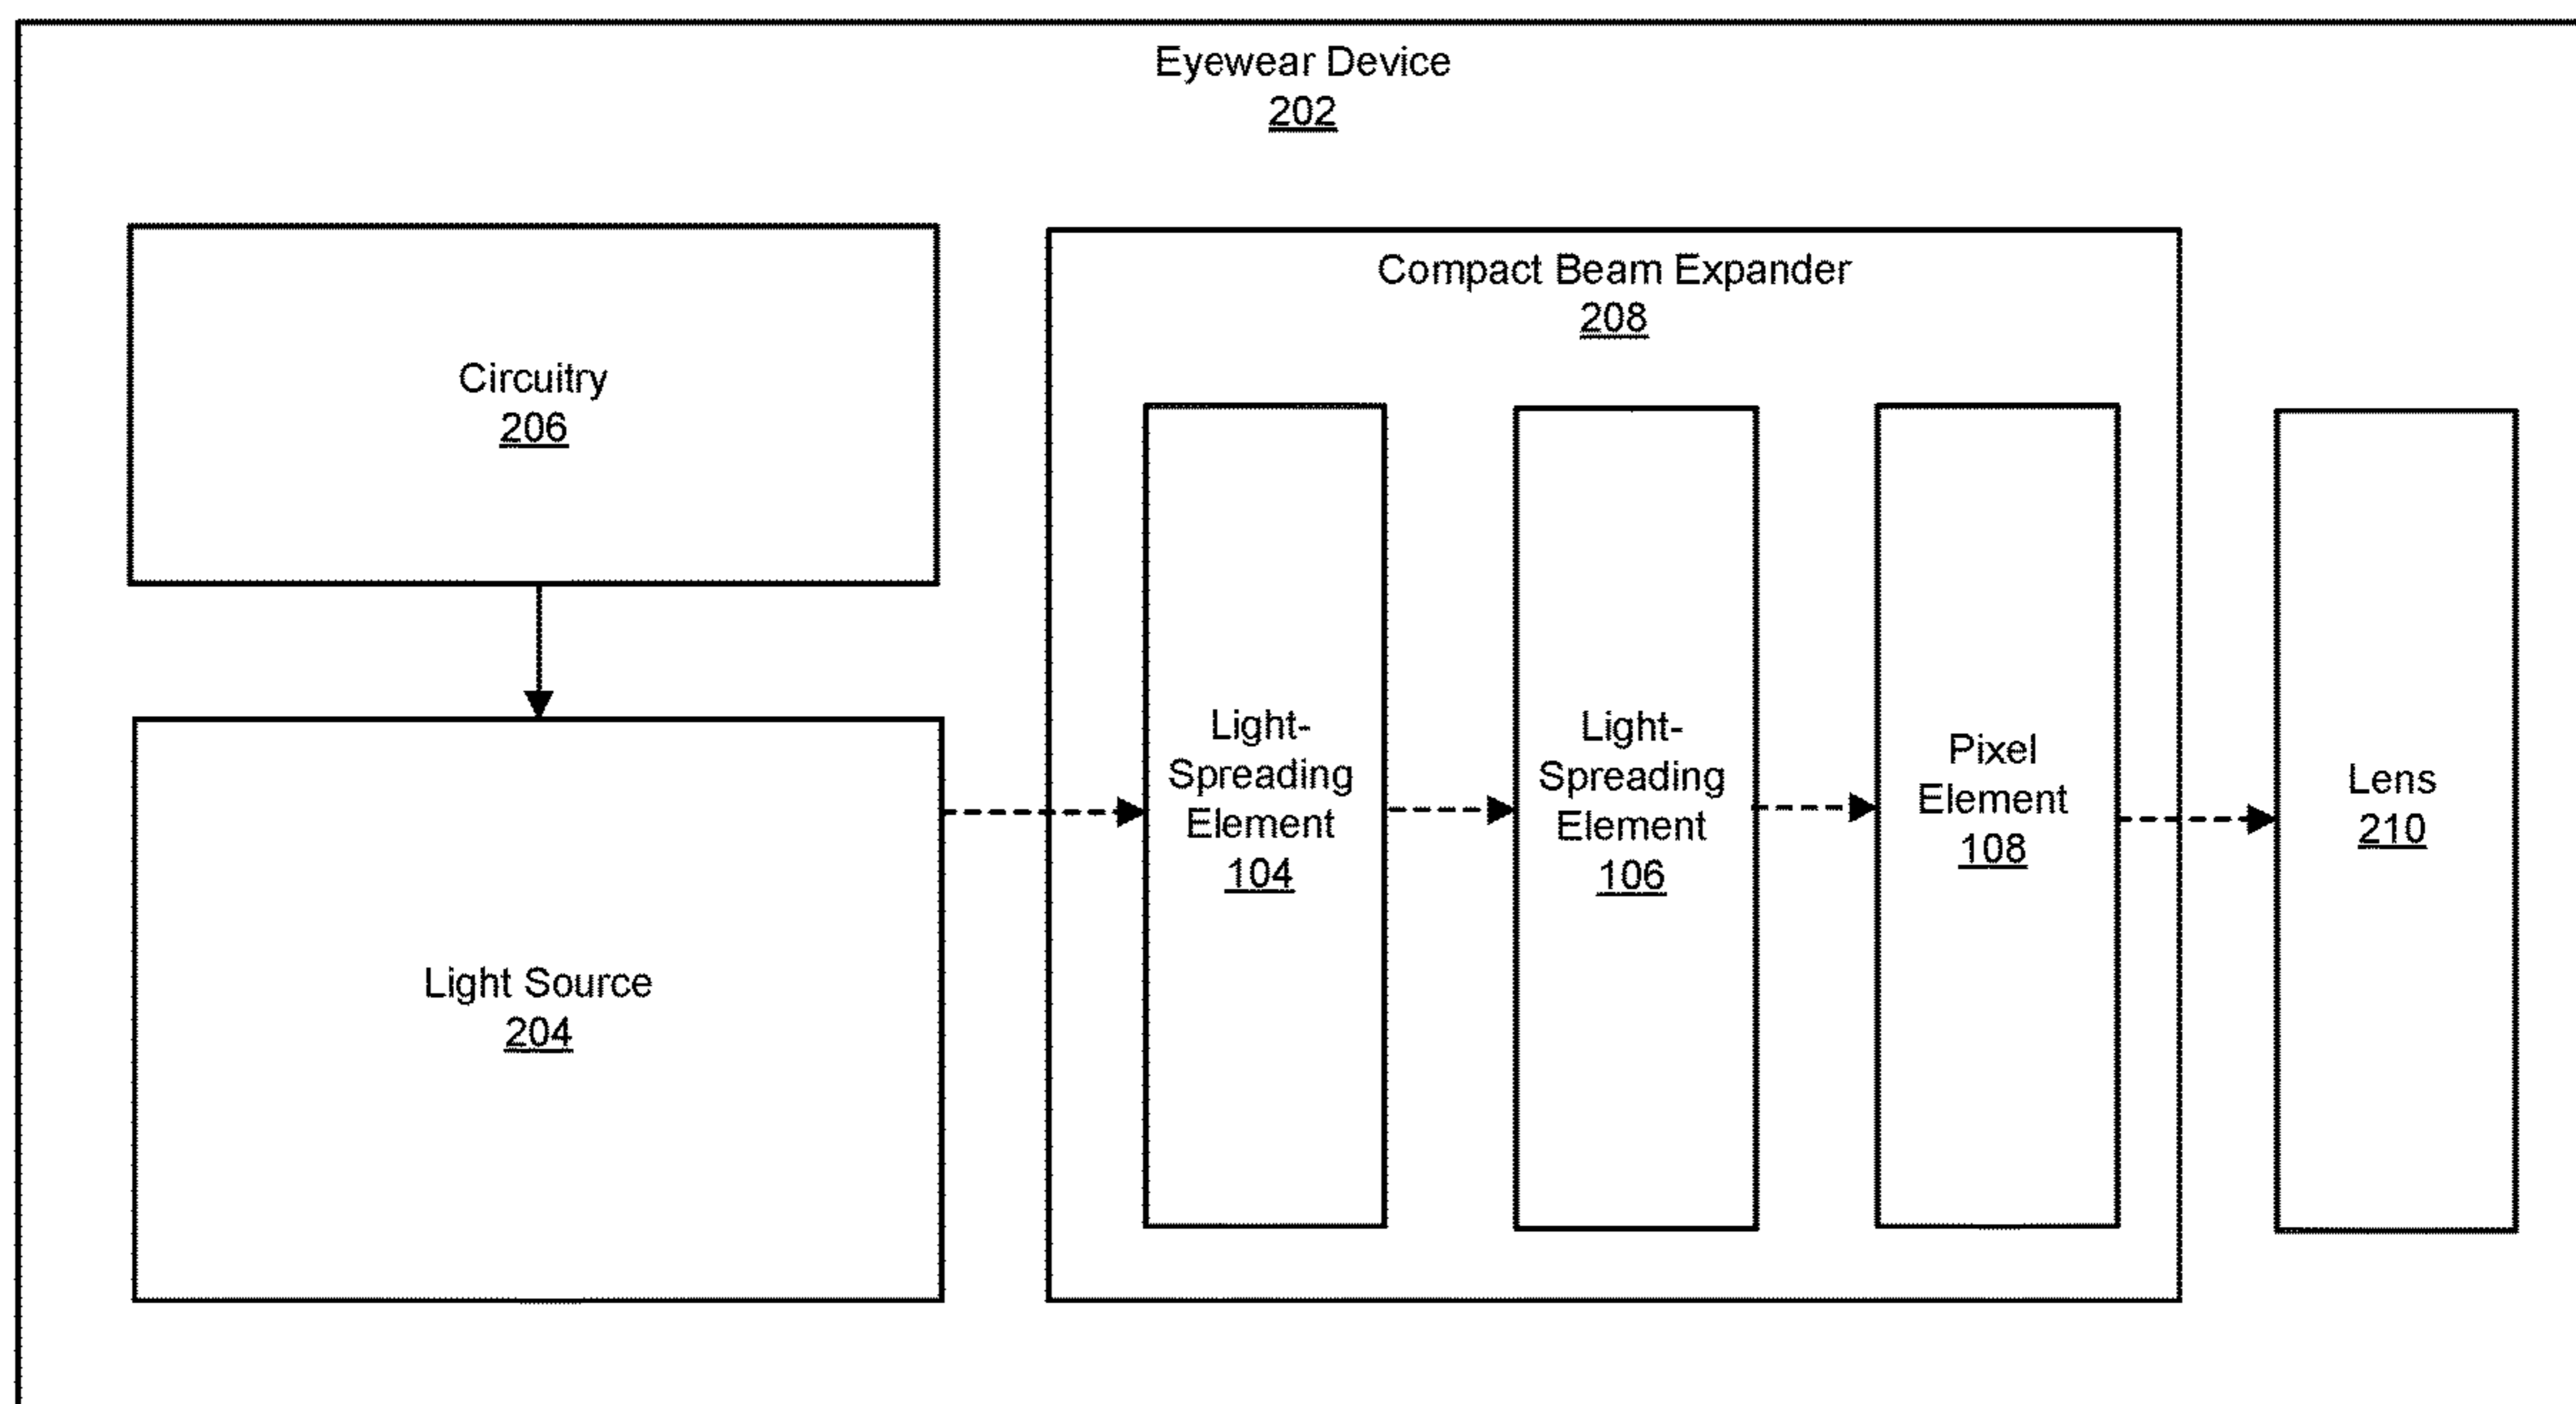 Eyewear Device
202
Circuitry
206
Light Source
204
Compact Beam Expander
208
Light-
Spreading
Element
104
Light-
Spreading
Element
106
Pixel
Element
108
Lens
210